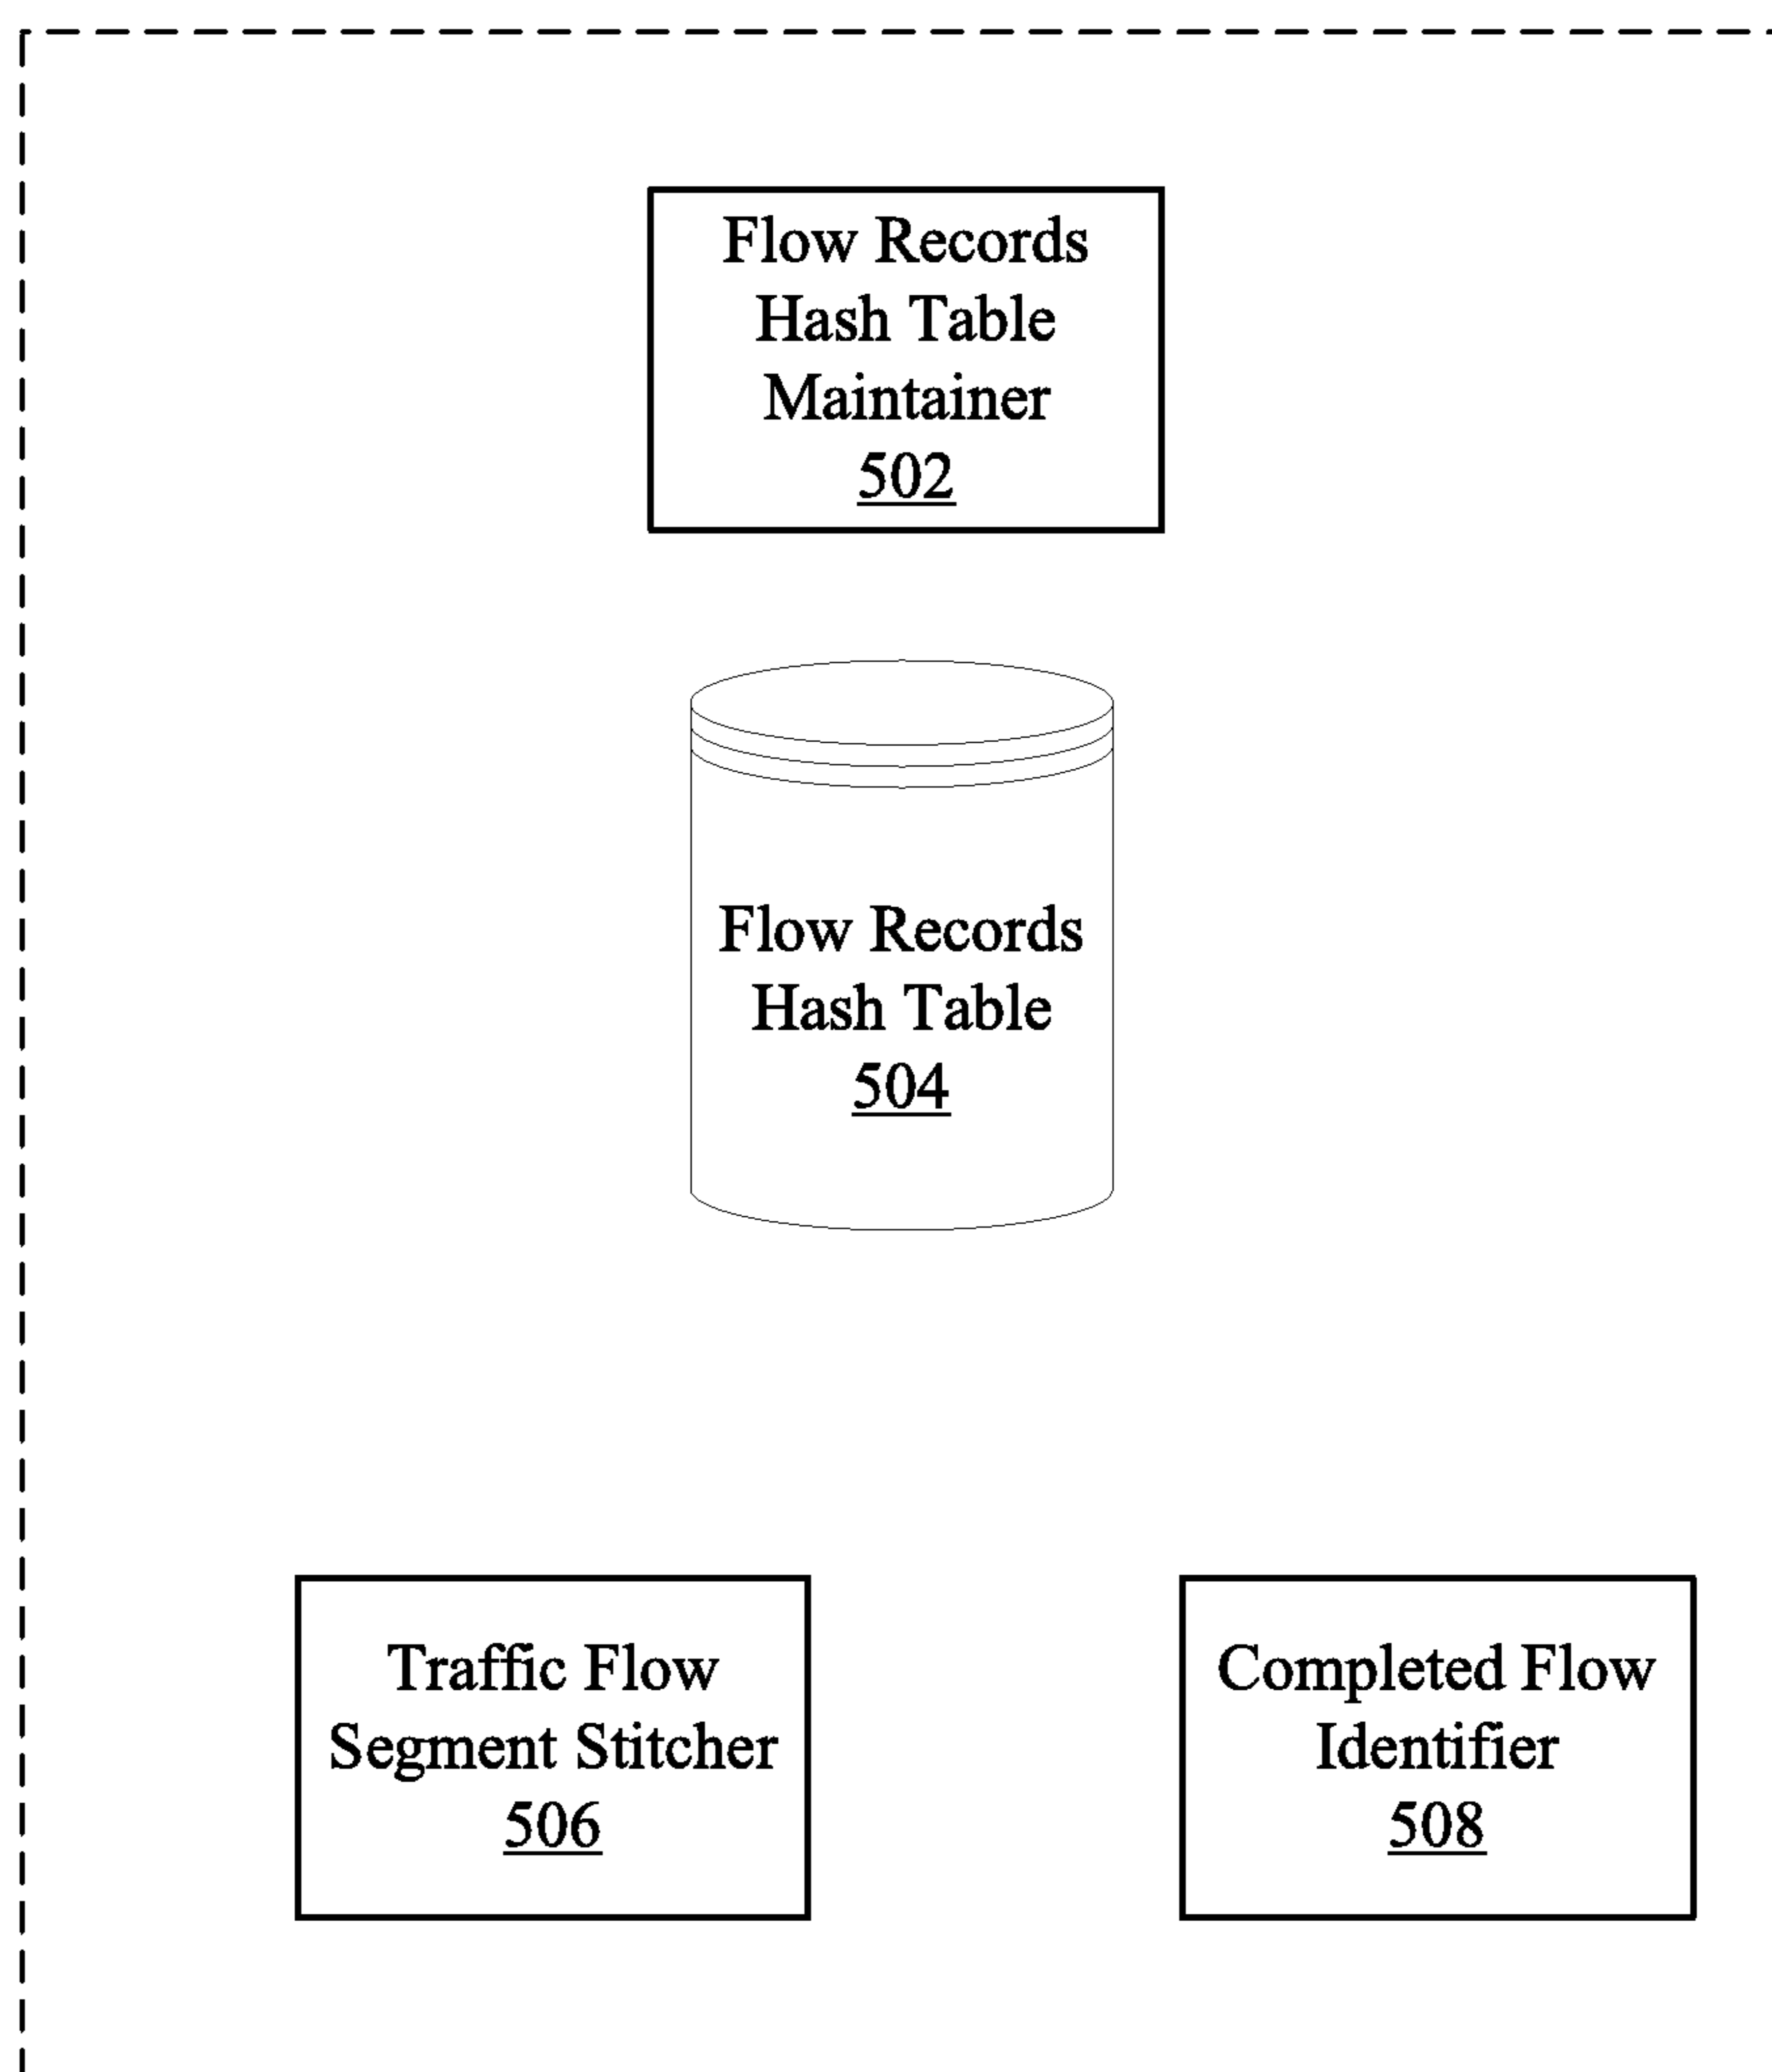 Flow Records
Hash Table
Maintainer
502
Flow Records
Hash Table
504
Traffic Flow
Segment Stitcher
506
Completed Flow
Identifier
508